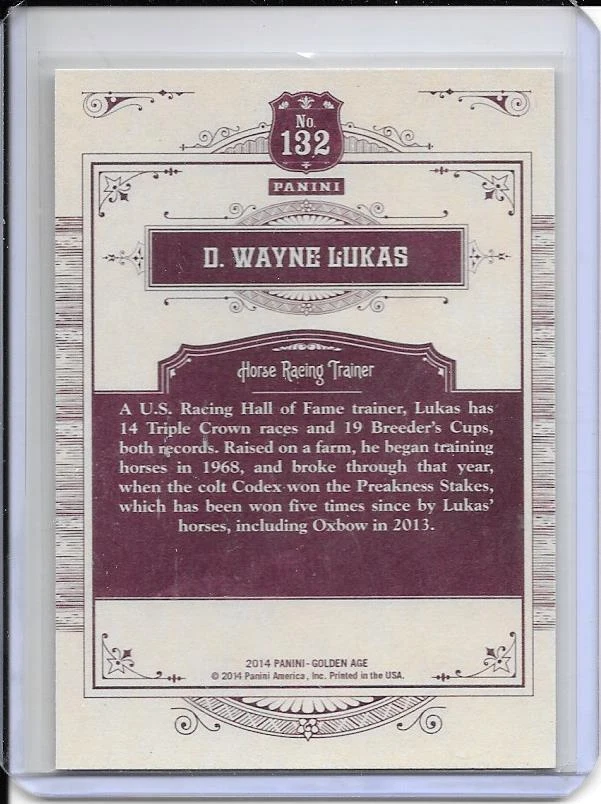 No.
132
PANINI
D. WAYNE LUKAS
Horse Racing Trainer
A U.S. Racing Hall of Fame trainer, Lukas has
14 Triple Crown races and 19 Breeder's Cups,
both records. Raised on a farm, he began training
horses in 1968, and broke through that year,
when the colt Codex won the Preakness Stakes,
which has been won five times since by Lukas'
horses, including Oxbow in 2013.
2014 PANINI - GOLDEN AGE
© 2014 Panini America, Inc. Printed in the USA.